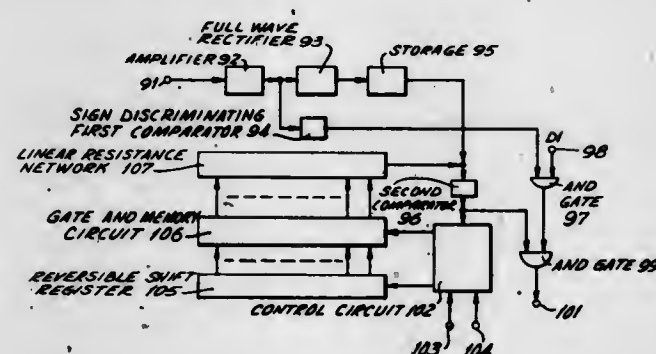 FULL WAVE
RECTIFIER 93
STORAGE 95
AMPLIFIER 92
91
SIGN DISCRIMINATING
FIRST COMPARATOR 94
D1
98
LINEAR RESISTANCE
NETWORK 107
SECOND
COMPARATOR
96
AND
GATE
97
GATE AND MEMORY
CIRCUIT 106
AND GATE 99
REVERSIBLE SHIFT
REGISTER 105
CONTROL CIRCUIT 102
101
103
104